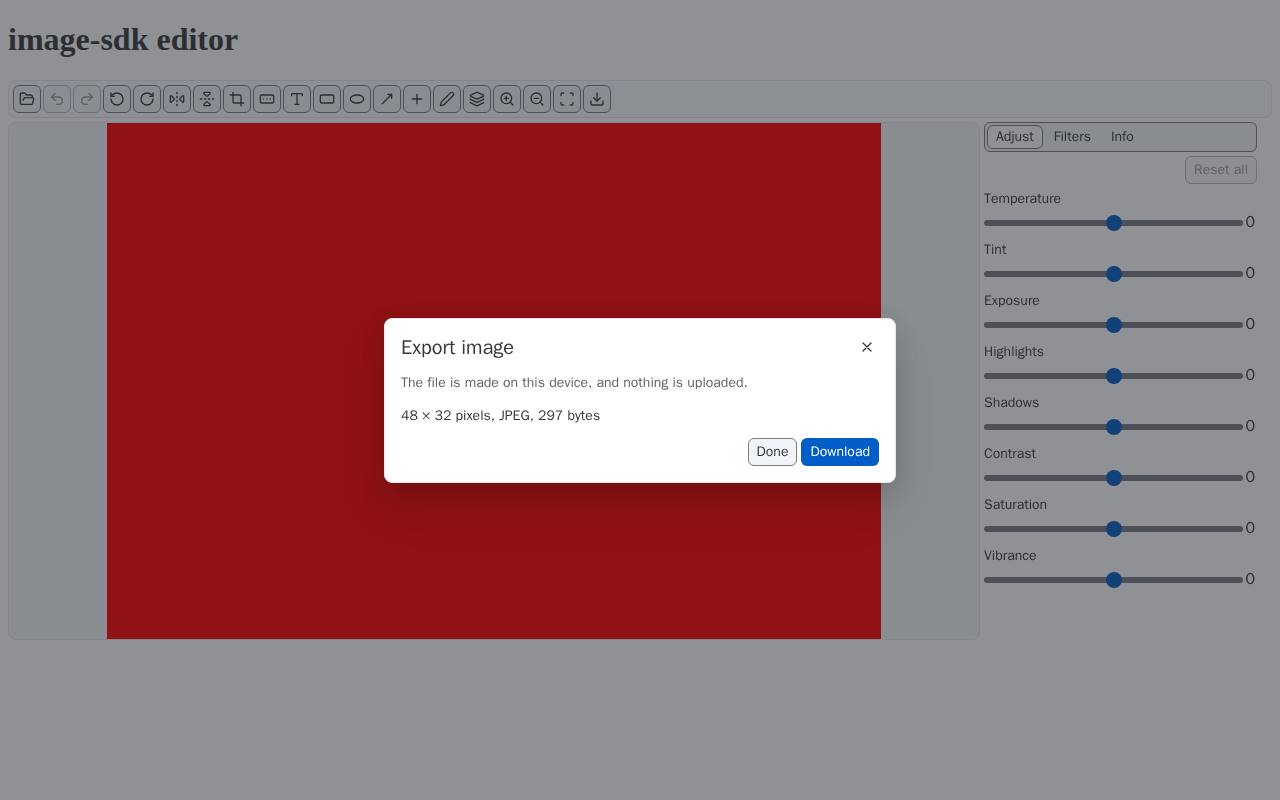 image-sdk editor
Adjust Filters Info
Reset all
Temperature
0
Tint
0
Exposure
0
Highlights
0
Shadows
0
Contrast
0
Saturation
0
Vibrance
0
Export image
The file is made on this device, and nothing is uploaded.
48 × 32 pixels, JPEG, 297 bytes
Done Download